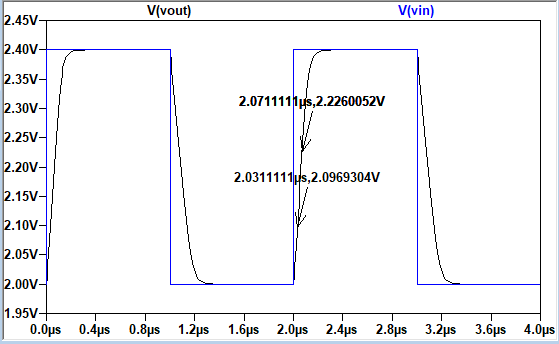 V(vout) V(vin)
2.45V
2.40V
2.35V
2.30V
2.25V
2.20V
2.15V
2.10V
2.05V
2.00V
1.95V
2.0711111µs,2.2260052V
2.0311111µs,2.0969304V
0.0µs 0.4µs 0.8µs 1.2µs 1.6µs 2.0µs 2.4µs 2.8µs 3.2µs 3.6µs 4.0µs